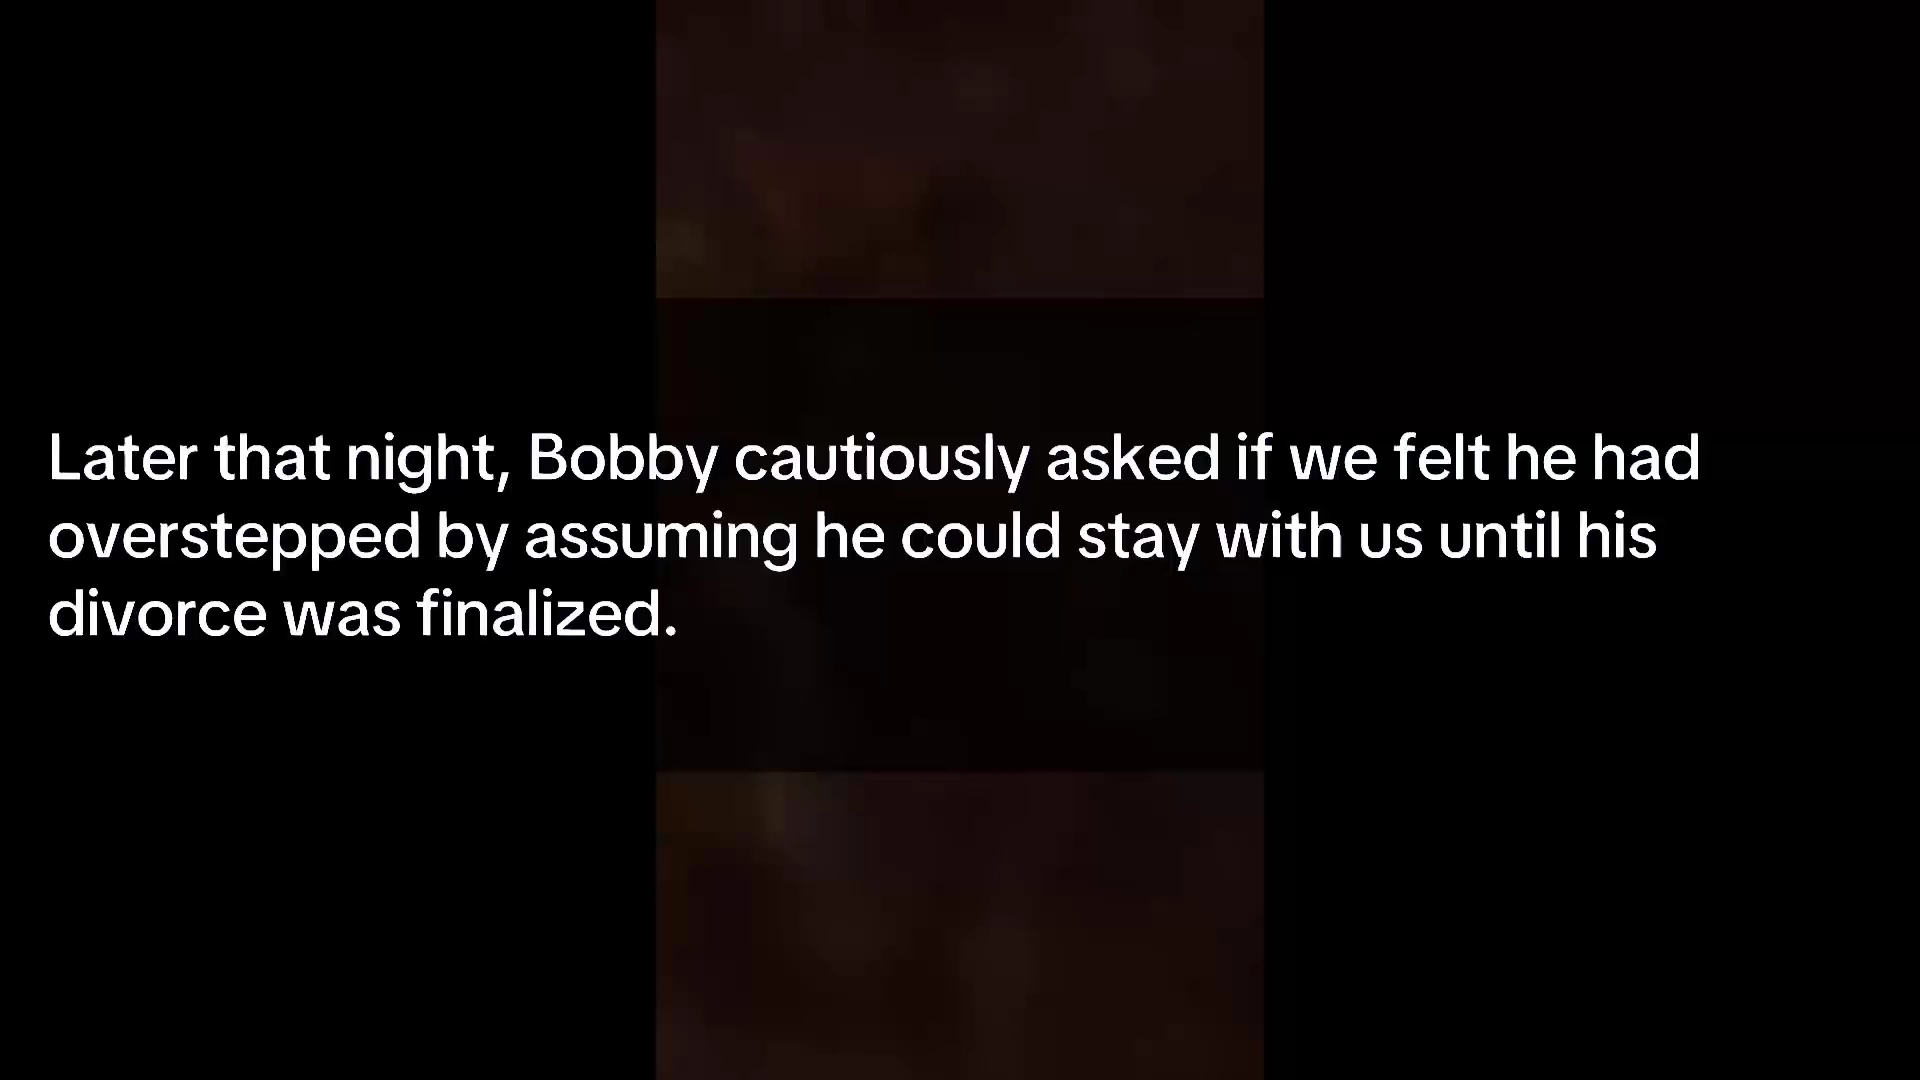 Later that night, Bobby cautiously asked if we felt he had
overstepped by assuming he could stay with us until his
divorce was finalized.